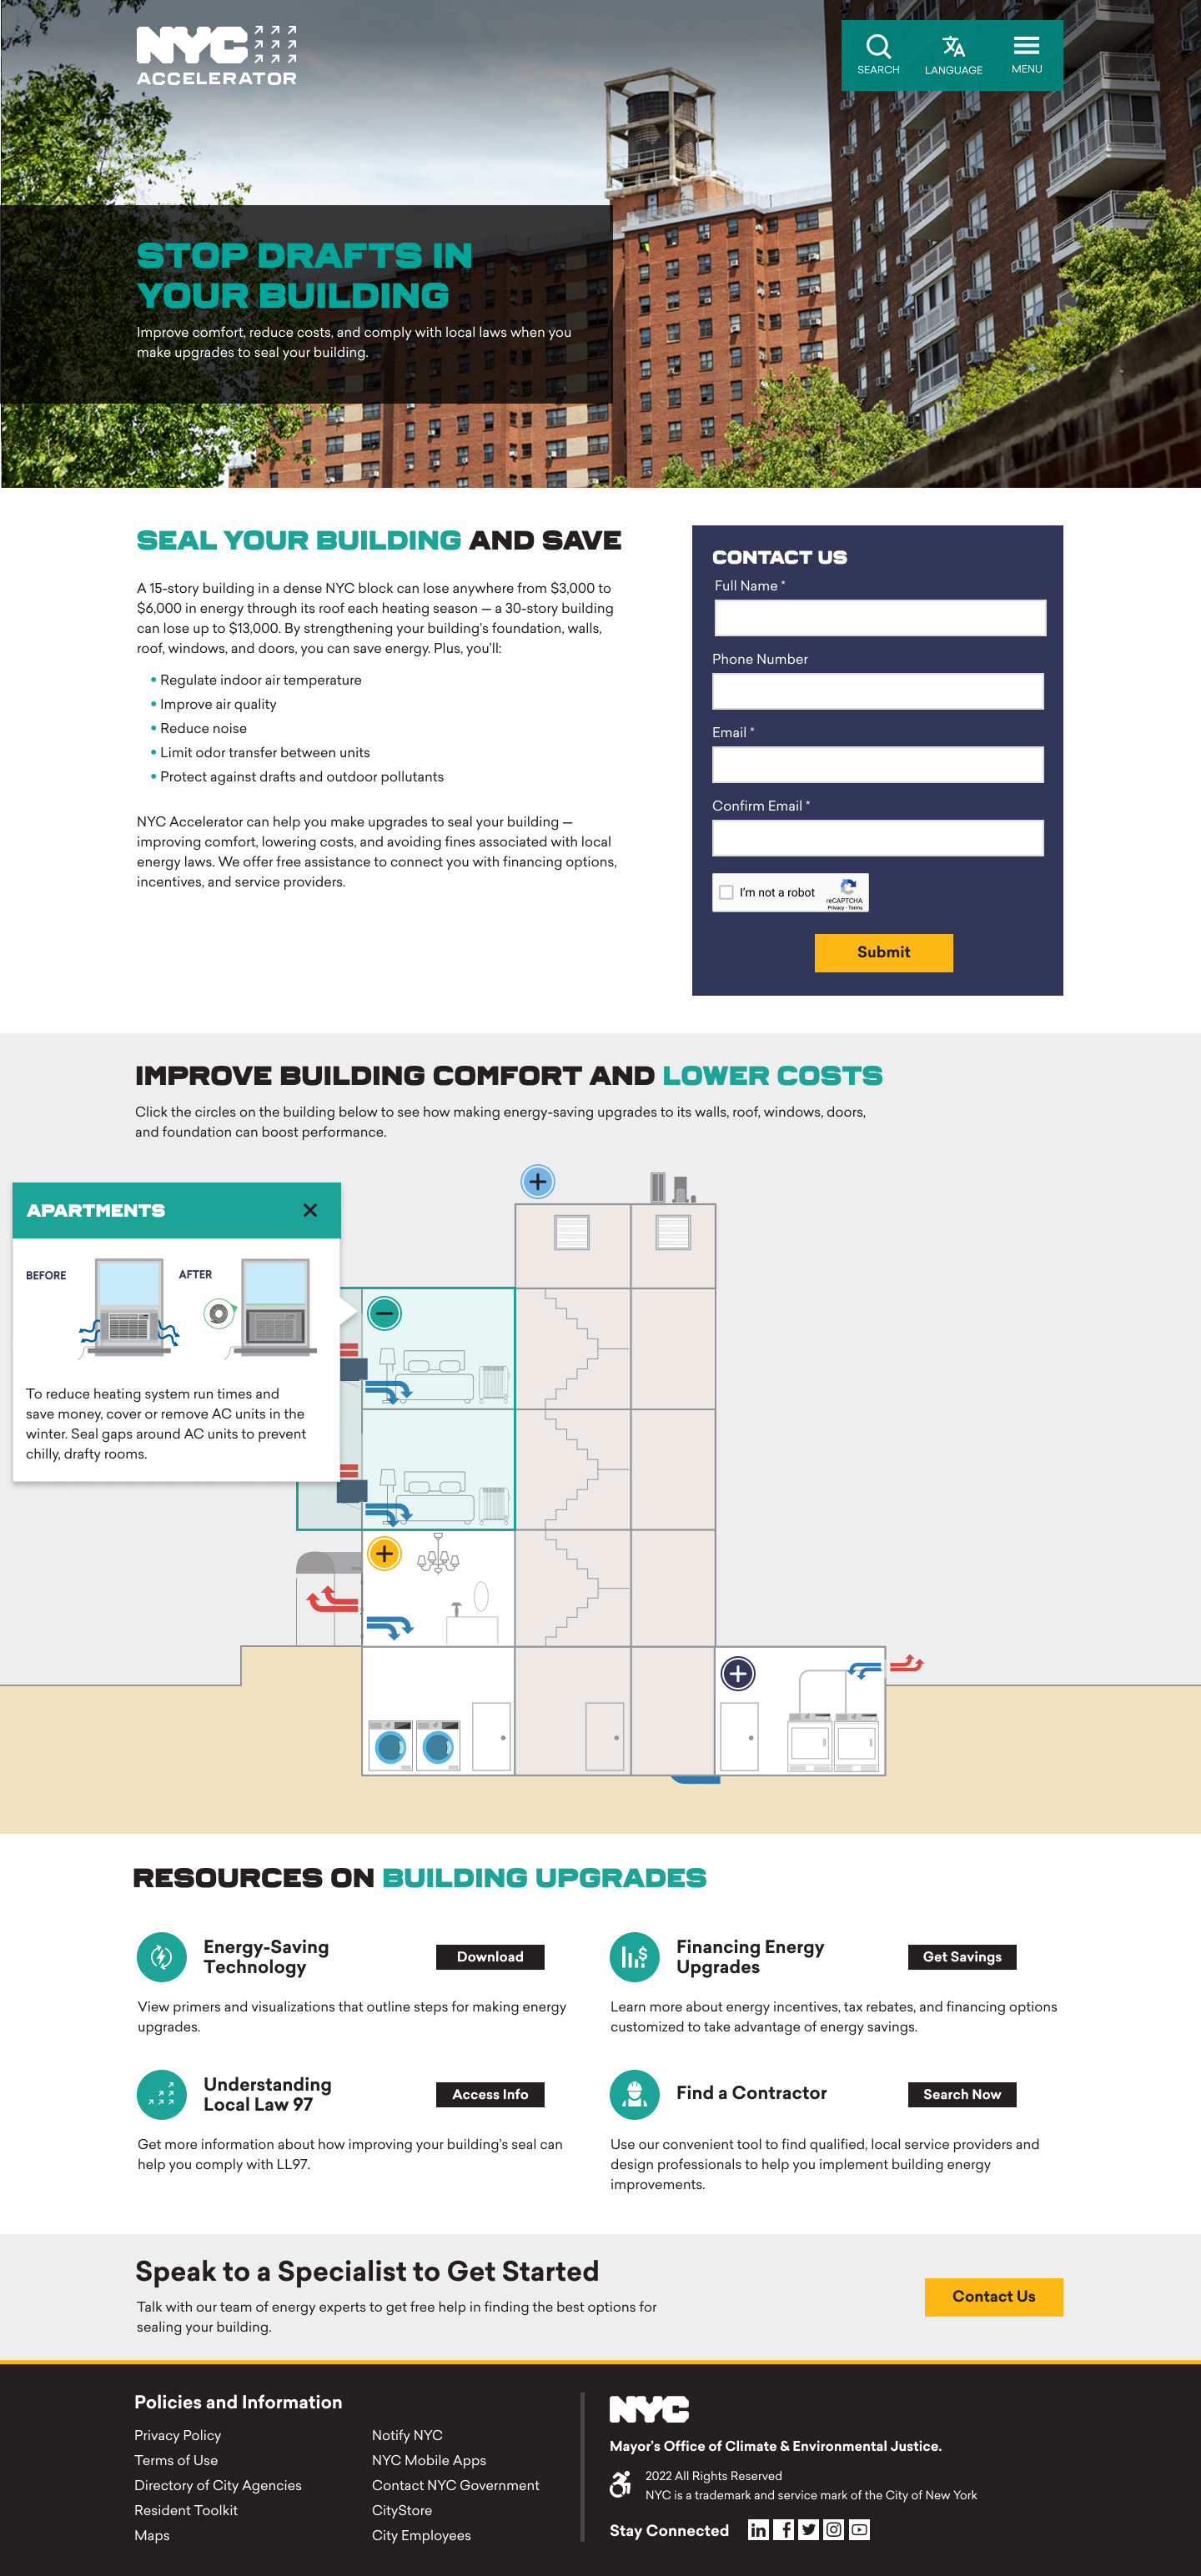 NYC
ACCELERATOR
SEARCH
LANGUAGE
MENU
STOP DRAFTS IN
YOUR BUILDING
Improve comfort, reduce costs, and comply with local laws when you
make upgrades to seal your building.
SEAL YOUR BUILDING AND SAVE
A 15-story building in a dense NYC block can lose anywhere from $3,000 to
$6,000 in energy through its roof each heating season — a 30-story building
can lose up to $13,000. By strengthening your building's foundation, walls,
roof, windows, and doors, you can save energy. Plus, you'll:
• Regulate indoor air temperature
• Improve air quality
• Reduce noise
• Limit odor transfer between units
• Protect against drafts and outdoor pollutants
NYC Accelerator can help you make upgrades to seal your building —
improving comfort, lowering costs, and avoiding fines associated with local
energy laws. We offer free assistance to connect you with financing options,
incentives, and service providers.
CONTACT US
Full Name *
Phone Number
Email *
Confirm Email *
I'm not a robot
reCAPTCHA
Privacy - Terms
Submit
IMPROVE BUILDING COMFORT AND LOWER COSTS
Click the circles on the building below to see how making energy-saving upgrades to its walls, roof, windows, doors,
and foundation can boost performance.
APARTMENTS
BEFORE
AFTER
To reduce heating system run times and
save money, cover or remove AC units in the
winter. Seal gaps around AC units to prevent
chilly, drafty rooms.
RESOURCES ON BUILDING UPGRADES
Energy-Saving
Technology
Download
View primers and visualizations that outline steps for making energy
upgrades.
Financing Energy
Upgrades
Get Savings
Learn more about energy incentives, tax rebates, and financing options
customized to take advantage of energy savings.
Understanding
Local Law 97
Access Info
Get more information about how improving your building's seal can
help you comply with LL97.
Find a Contractor
Search Now
Use our convenient tool to find qualified, local service providers and
design professionals to help you implement building energy
improvements.
Speak to a Specialist to Get Started
Talk with our team of energy experts to get free help in finding the best options for
sealing your building.
Contact Us
Policies and Information
Privacy Policy
Terms of Use
Directory of City Agencies
Resident Toolkit
Maps
Notify NYC
NYC Mobile Apps
Contact NYC Government
CityStore
City Employees
NYC
Mayor's Office of Climate & Environmental Justice.
2022 All Rights Reserved
NYC is a trademark and service mark of the City of New York
Stay Connected